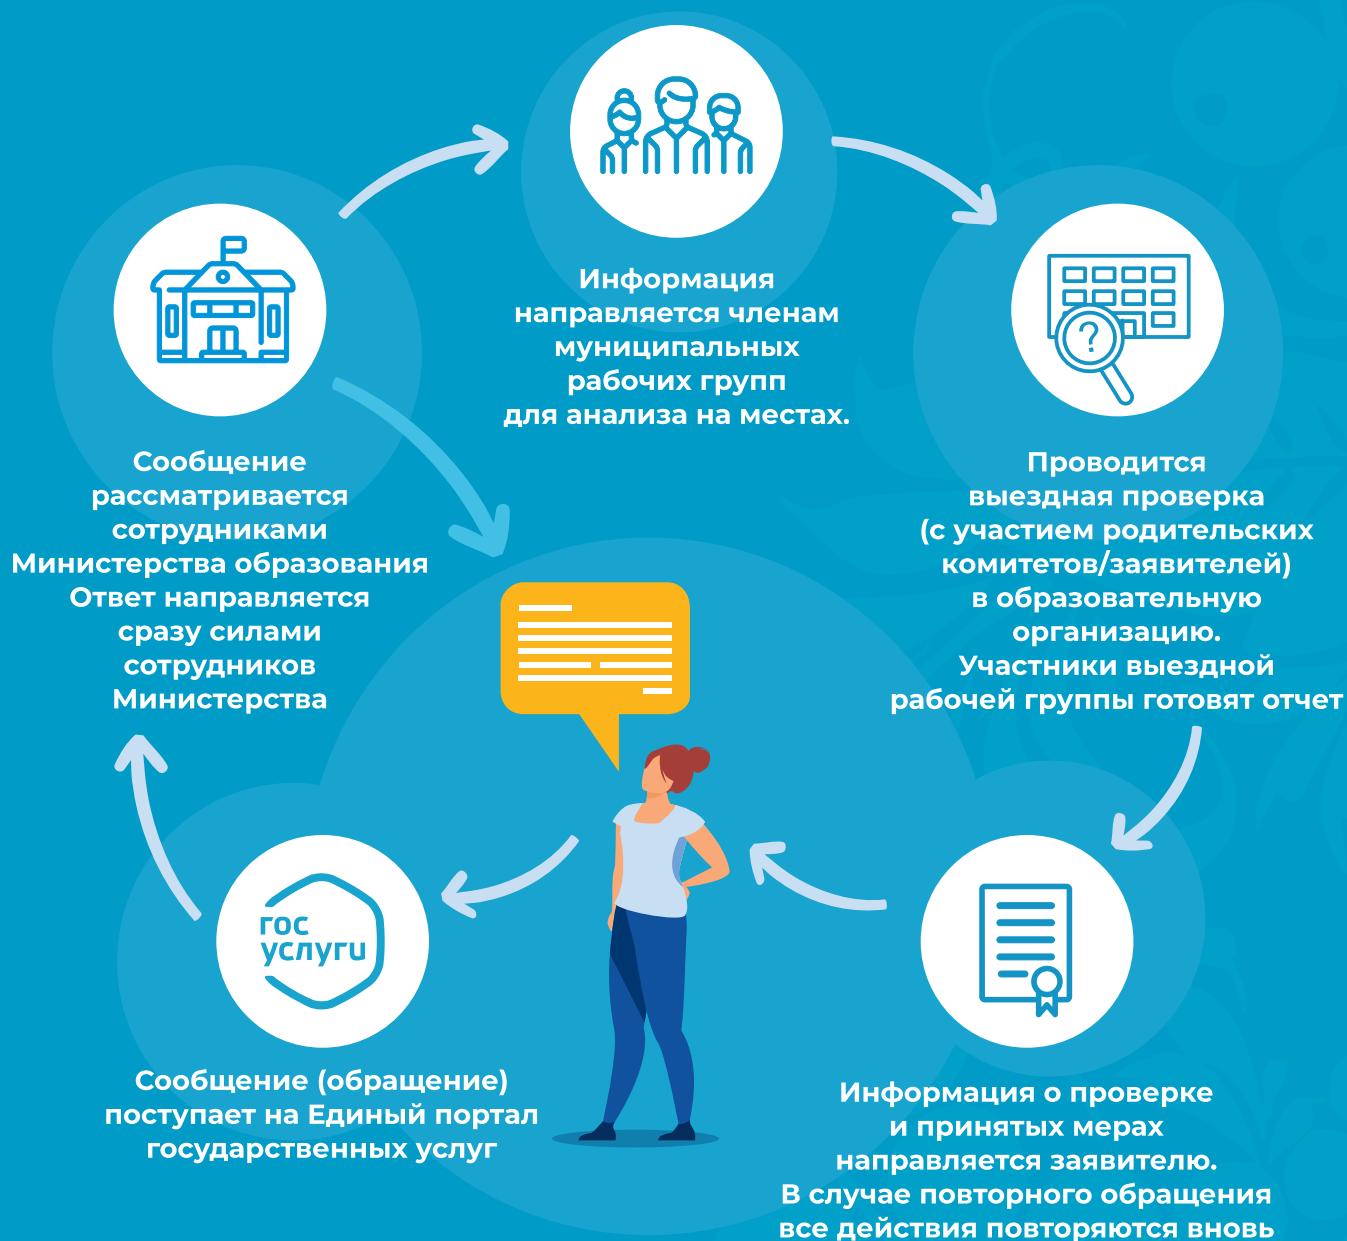 Информация
направляется членам
муниципальных
рабочих групп
для анализа на местах.
Сообщение
рассматривается
сотрудниками
Министерства образования
Ответ направляется
сразу силами
сотрудников
Министерства
?
Проводится
выездная проверка
(с участием родительских
комитетов/заявителей)
в образовательную
организацию.
Участники выездной
рабочей группы готовят отчет
гос
услуги
Сообщение (обращение)
поступает на Единый портал
государственных услуг
Информация о проверке
и принятых мерах
направляется заявителю.
В случае повторного обращения
все действия повторяются вновь